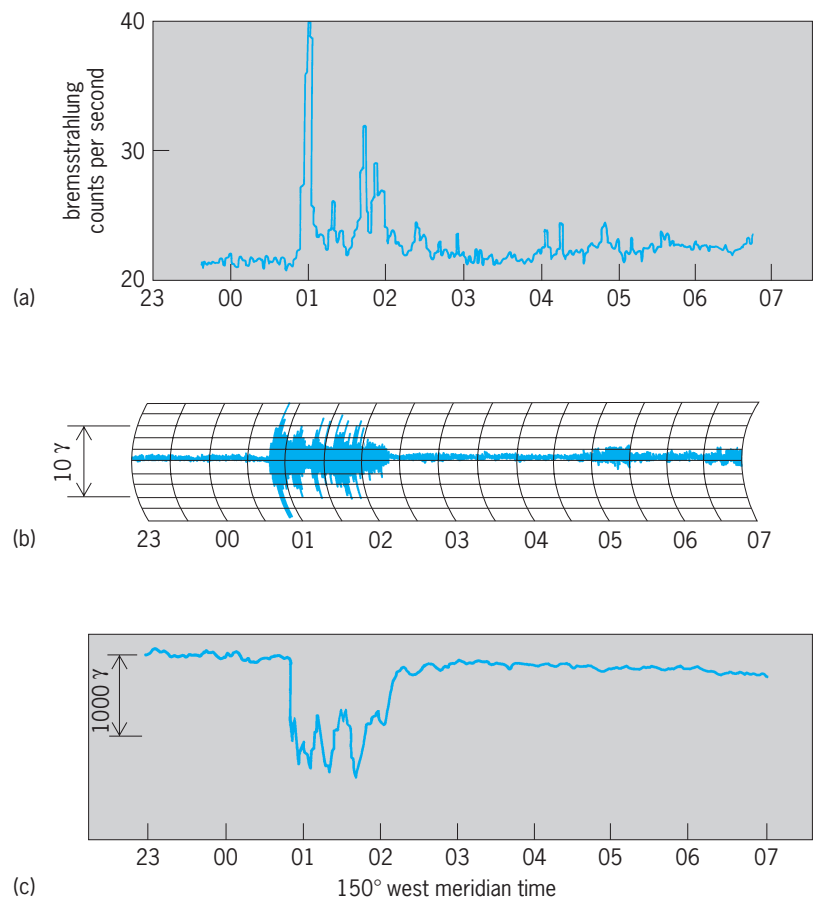 40
bremsstrahlung
counts per second
30
20
(a)
23 00 01 02 03 04 05 06 07
10 γ
(b)
23 00 01 02 03 04 05 06 07
1000 γ
23 00 01 02 03 04 05 06 07
(c)
150° west meridian time